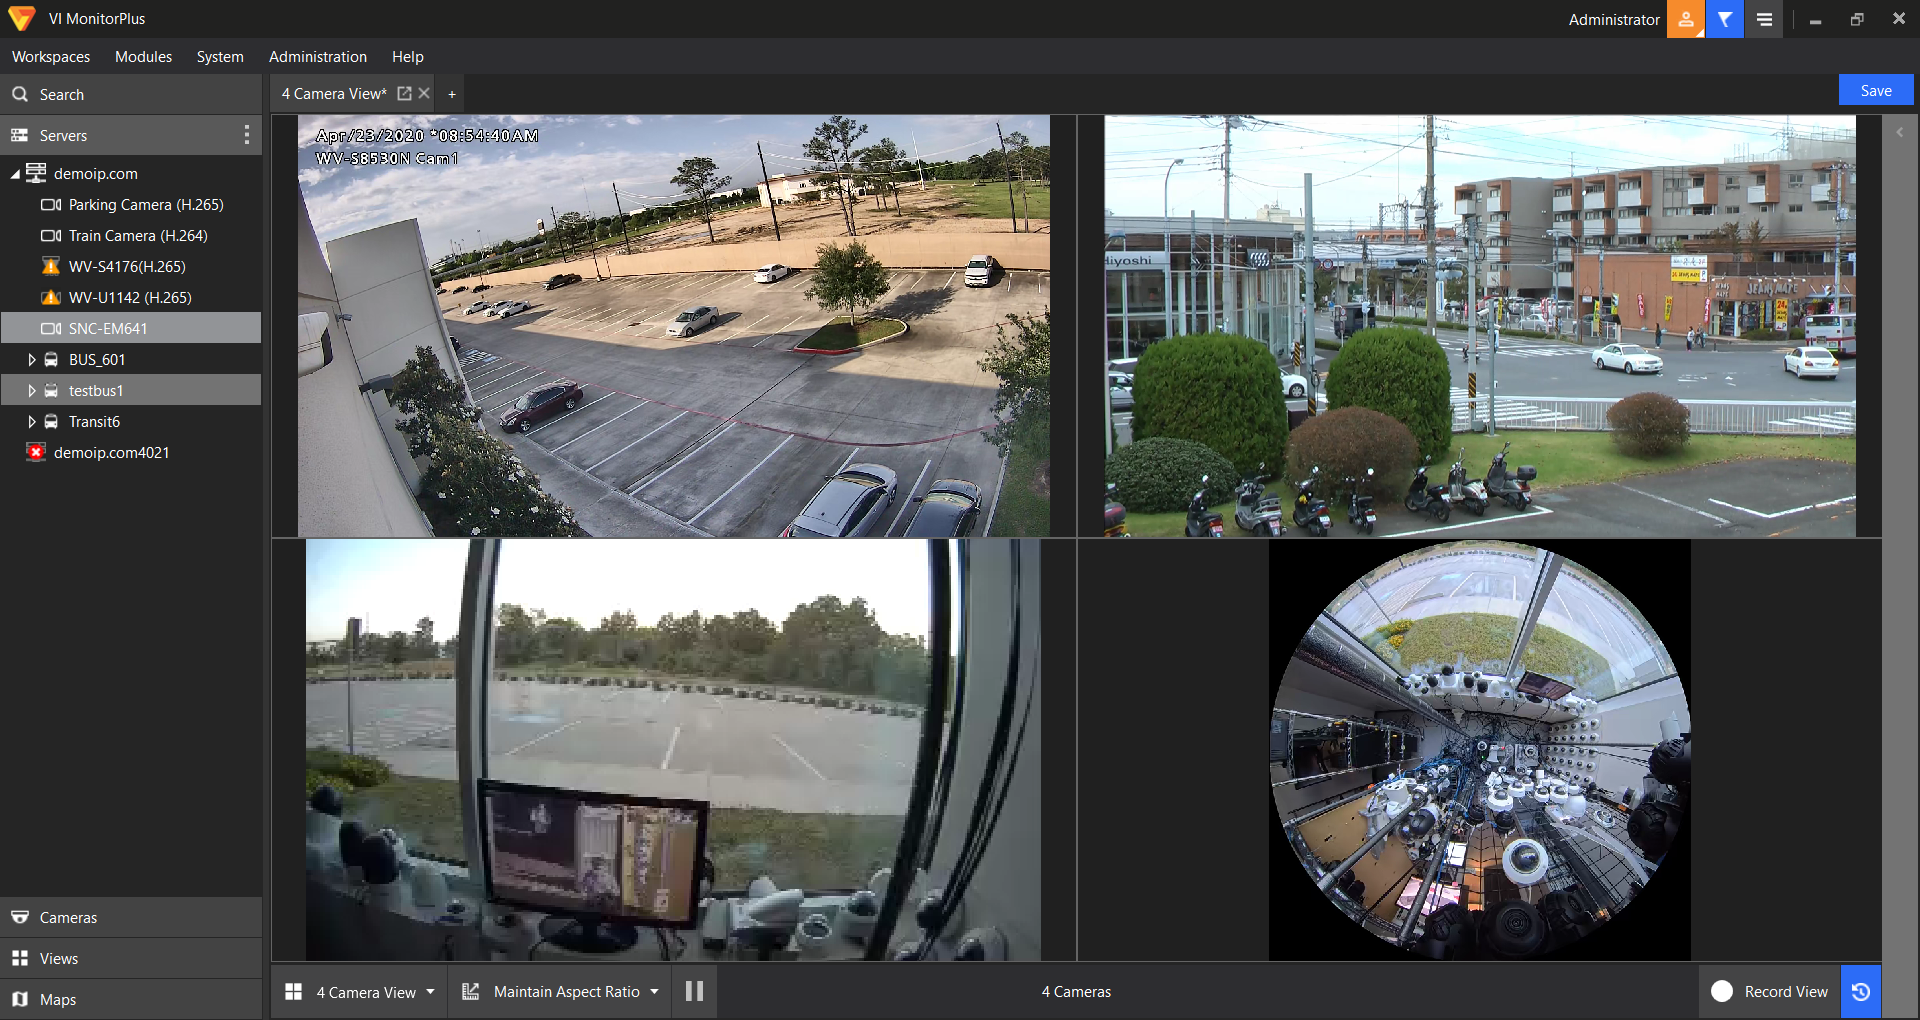 VI MonitorPlus
Administrator
Workspaces Modules System Administration Help
Search
4 Camera View* +
Save
Servers
demoip.com
Parking Camera (H.265)
Train Camera (H.264)
WV-S4176(H.265)
WV-U1142 (H.265)
SNC-EM641
BUS_601
testbus1
Transit6
demoip.com4021
Apr/23/2020 *08:54:40AM
WV-S8530N Cam1
Hiyoshi
JEANS MATE
Cameras
Views
Maps
4 Camera View
Maintain Aspect Ratio
4 Cameras
Record View